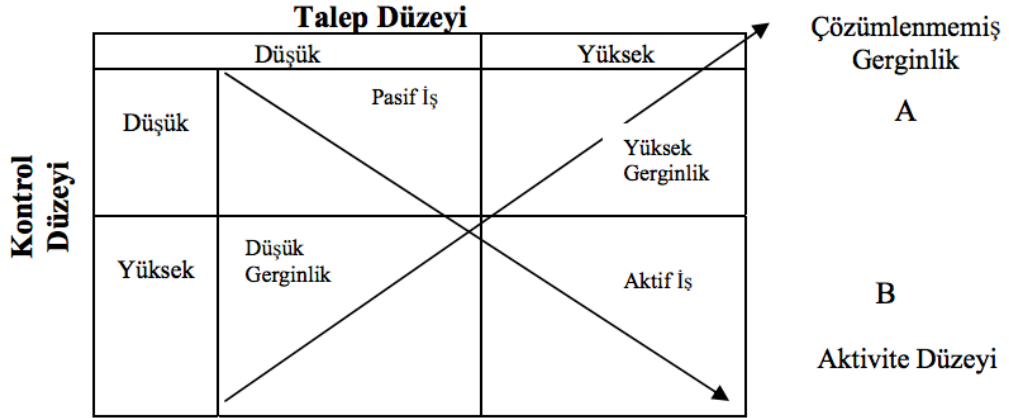 Talep Düzeyi
Düşük
Yüksek
Çözümlenmemiş
Gerginlik
A
Kontrol
Düzeyi
Düşük
Pasif İş
Yüksek
Gerginlik
Yüksek
Düşük
Gerginlik
Aktif İş
B
Aktivite Düzeyi